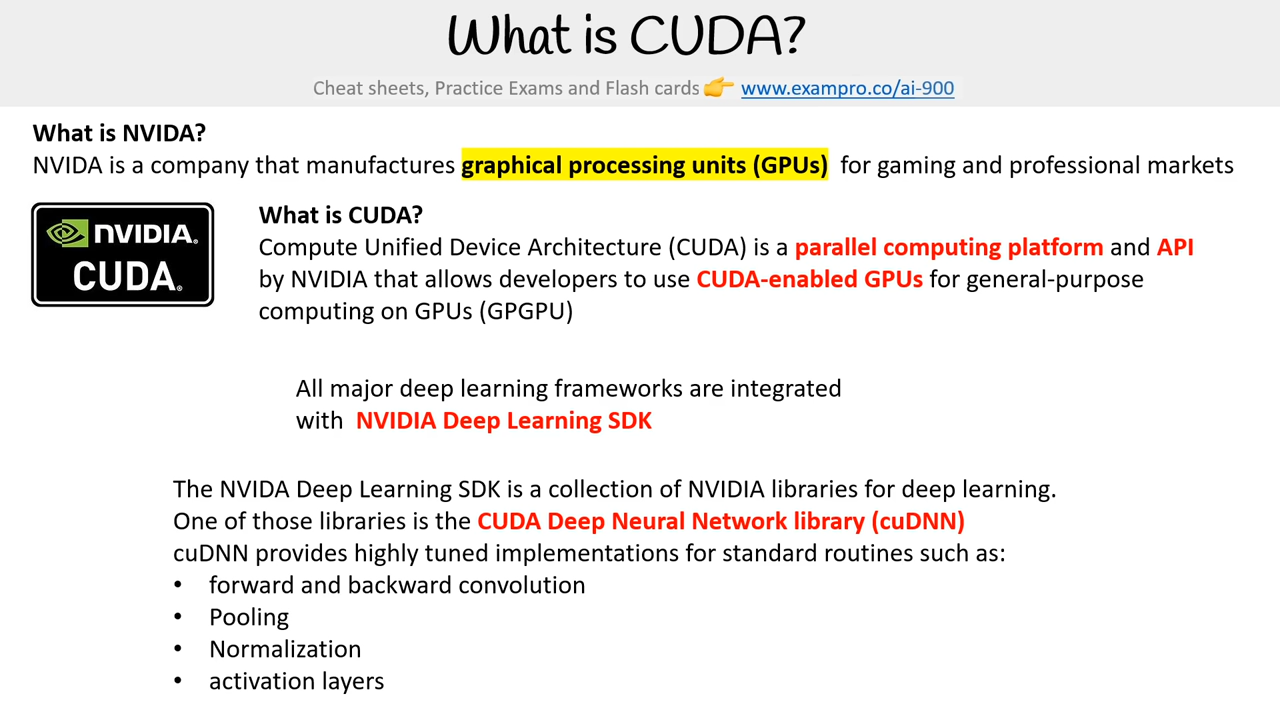 What is CUDA?
Cheat sheets, Practice Exams and Flash cards 👉 www.exampro.co/ai-900
What is NVIDA?
NVIDA is a company that manufactures graphical processing units (GPUs) for gaming and professional markets
NVIDIA.
CUDA.
What is CUDA?
Compute Unified Device Architecture (CUDA) is a parallel computing platform and API
by NVIDIA that allows developers to use CUDA-enabled GPUs for general-purpose
computing on GPUs (GPGPU)
All major deep learning frameworks are integrated
with NVIDIA Deep Learning SDK
The NVIDA Deep Learning SDK is a collection of NVIDIA libraries for deep learning.
One of those libraries is the CUDA Deep Neural Network library (cuDNN)
cuDNN provides highly tuned implementations for standard routines such as:
• forward and backward convolution
• Pooling
• Normalization
• activation layers